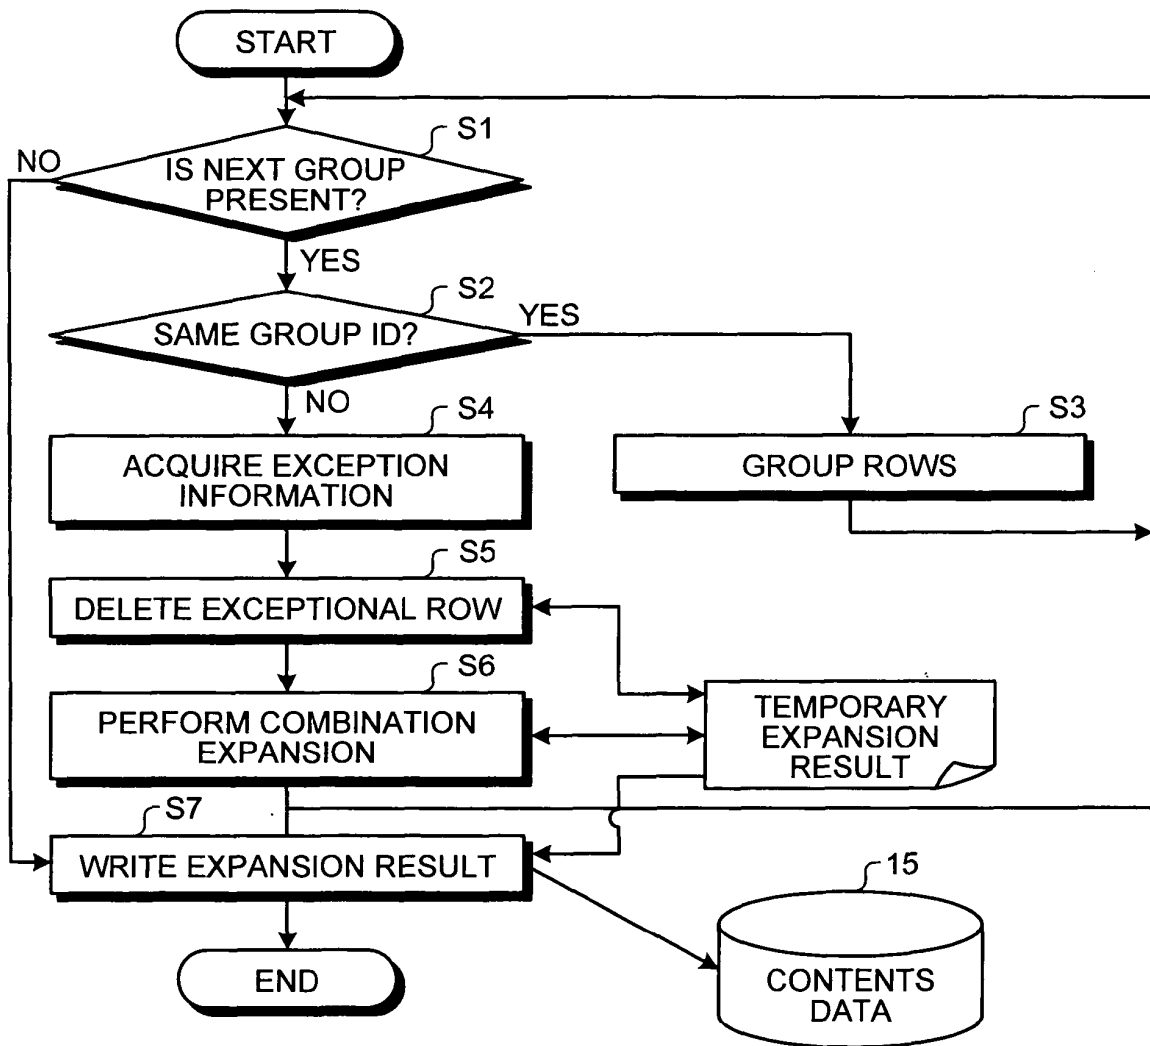 START
S1
NO
IS NEXT GROUP
PRESENT?
YES
S2
SAME GROUP ID?
YES
NO
S4
S3
ACQUIRE EXCEPTION
INFORMATION
GROUP ROWS
S5
DELETE EXCEPTIONAL ROW
S6
PERFORM COMBINATION
EXPANSION
TEMPORARY
EXPANSION
RESULT
S7
WRITE EXPANSION RESULT
15
END
CONTENTS
DATA